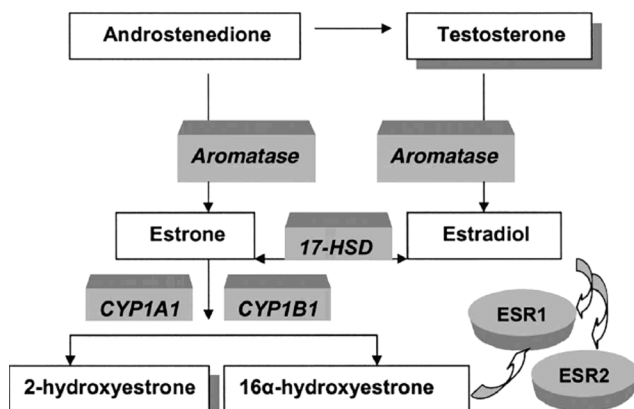 Androstenedione
Testosterone
Aromatase
Aromatase
Estrone
17-HSD
Estradiol
CYP1A1
CYP1B1
ESR1
ESR2
2-hydroxyestrone
16α-hydroxyestrone